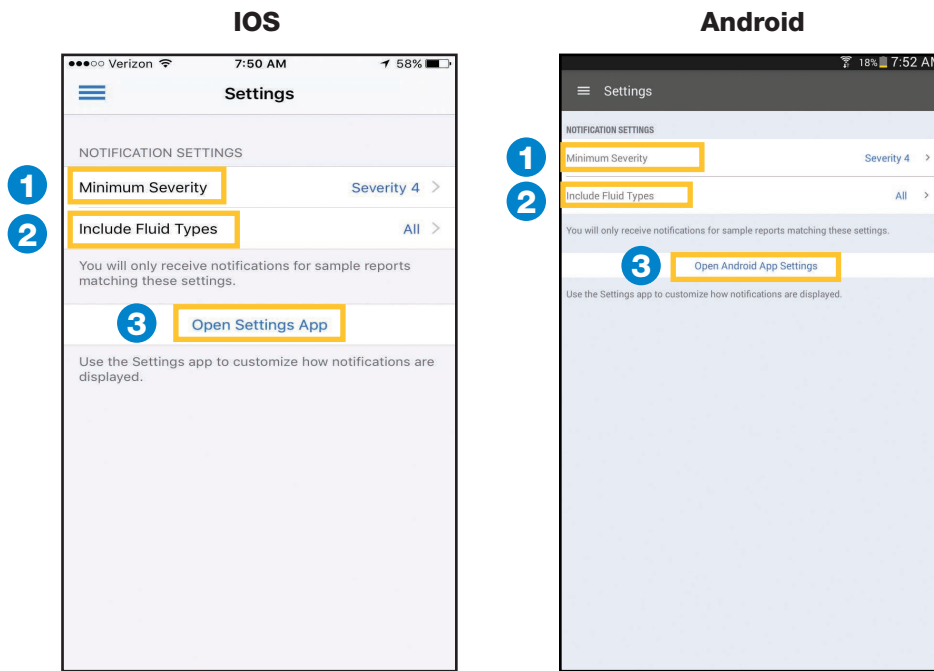 IOS
●●●○○ Verizon 7:50 AM 58%
Settings
NOTIFICATION SETTINGS
1 Minimum Severity Severity 4 >
2 Include Fluid Types All >
You will only receive notifications for sample reports
matching these settings.
3 Open Settings App
Use the Settings app to customize how notifications are
displayed.
Android
18% 7:52 AM
Settings
NOTIFICATION SETTINGS
1 Minimum Severity Severity 4 >
2 Include Fluid Types All >
You will only receive notifications for sample reports matching these settings.
3 Open Android App Settings
Use the Settings app to customize how notifications are displayed.